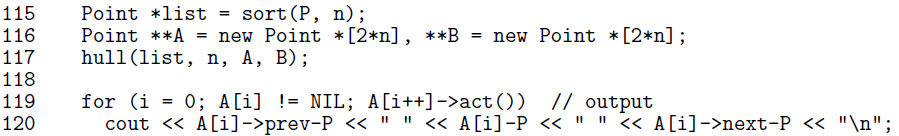 115    Point *list = sort(P, n);
116    Point **A = new Point *[2*n], **B = new Point *[2*n];
117    hull(list, n, A, B);
118
119    for (i = 0; A[i] != NIL; A[i++]->act())  // output
120      cout << A[i]->prev-P << " " << A[i]-P << " " << A[i]->next-P << "\n";